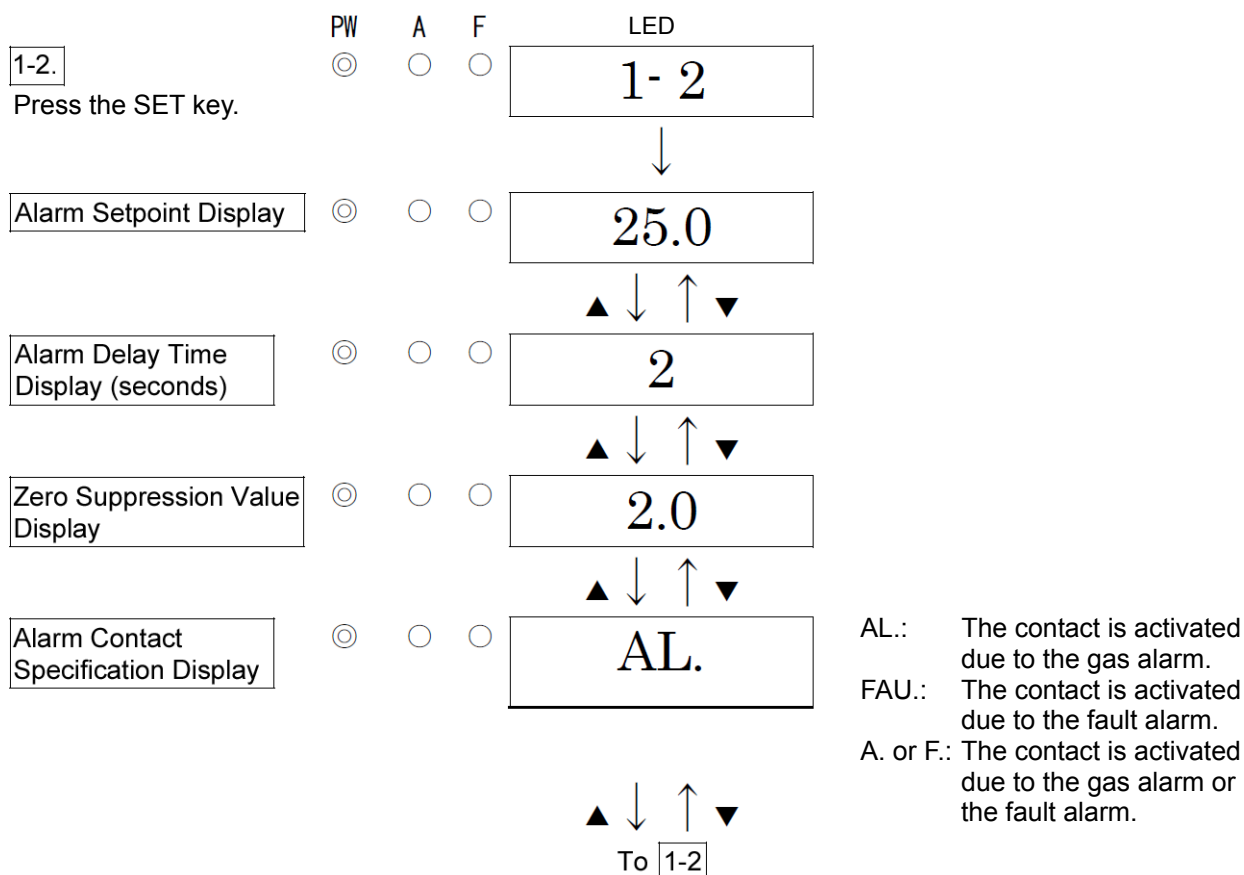 PW A F LED
1-2.
1- 2
Press the SET key.
↓
Alarm Setpoint Display
25.0
▲ ↓ ↑ ▼
Alarm Delay Time
Display (seconds)
2
▲ ↓ ↑ ▼
Zero Suppression Value
Display
2.0
▲ ↓ ↑ ▼
Alarm Contact
Specification Display
AL.
AL.: The contact is activated
due to the gas alarm.
FAU.: The contact is activated
due to the fault alarm.
A. or F.: The contact is activated
due to the gas alarm or
the fault alarm.
▲ ↓ ↑ ▼
To 1-2